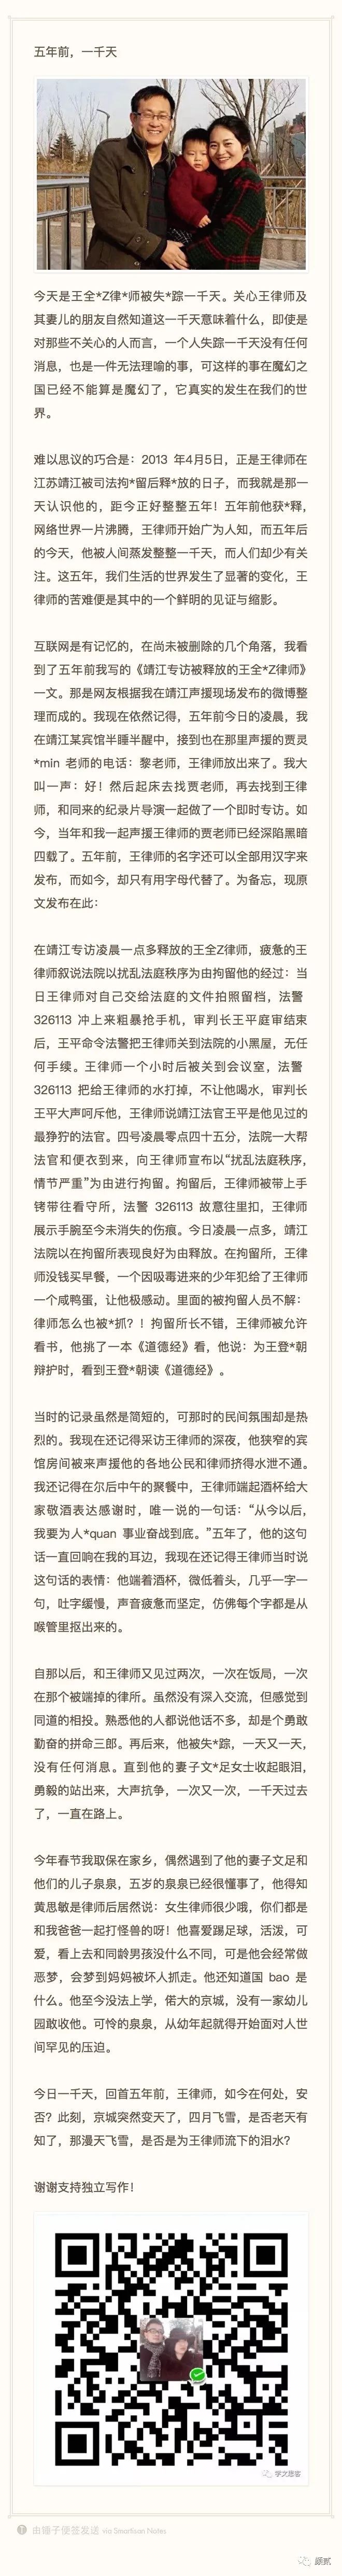 五年前，一千天
今天是王全*Z律*师被失*踪一千天。关心王律师及
其妻儿的朋友自然知道这一千天意味着什么，即使是
对那些不关心的人而言，一个人失踪一千天没有任何
消息，也是一件无法理喻的事，可这样的事在魔幻之
国已经不能算是魔幻了，它真实的发生在我们的世
界。
难以思议的巧合是：2013 年4月5日，正是王律师在
江苏靖江被司法拘*留后释*放的日子，而我就是那一
天认识他的，距今正好整整五年！五年前他获*释，
网络世界一片沸腾，王律师开始广为人知，而五年后
的今天，他被人间蒸发整整一千天，而人们却少有关
注。这五年，我们生活的世界发生了显著的变化，王
律师的苦难便是其中的一个鲜明的见证与缩影。
互联网是有记忆的，在尚未被删除的几个角落，我看
到了五年前我写的《靖江专访被释放的王全*Z律师》
一文。那是网友根据我在靖江声援现场发布的微博整
理而成的。我现在依然记得，五年前今日的凌晨，我
在靖江某宾馆半睡半醒中，接到也在那里声援的贾灵
*min 老师的电话：黎老师，王律师放出来了。我大
叫一声：好！然后起床去找贾老师，再去找到王律
师，和同来的纪录片导演一起做了一个即时专访。如
今，当年和我一起声援王律师的贾老师已经深陷黑暗
四载了。五年前，王律师的名字还可以全部用汉字来
发布，而如今，却只有用字母代替了。为备忘，现原
文发布在此：
在靖江专访凌晨一点多释放的王全Z律师，疲惫的王
律师叙说法院以扰乱法庭秩序为由拘留他的经过：当
日王律师对自己交给法庭的文件拍照留档，法警
326113 冲上来粗暴抢手机，审判长王平庭审结束
后，王平命令法警把王律师关到法院的小黑屋，无任
何手续。王律师一个小时后被关到会议室，法警
326113 把给王律师的水打掉，不让他喝水，审判长
王平大声呵斥他，王律师说靖江法官王平是他见过的
最狰狞的法官。四号凌晨零点四十五分，法院一大帮
法官和便衣到来，向王律师宣布以“扰乱法庭秩序，
情节严重”为由进行拘留。拘留后，王律师被带上手
铐带往看守所，法警 326113 故意往里扣，王律师
展示手腕至今未消失的伤痕。今日凌晨一点多，靖江
法院以在拘留所表现良好为由释放。在拘留所，王律
师没钱买早餐，一个因吸毒进来的少年犯给了王律师
一个咸鸭蛋，让他极感动。里面的被拘留人员不解：
律师怎么也被*抓？！拘留所长不错，王律师被允许
看书，他挑了一本《道德经》看，他说：为王登*朝
辩护时，看到王登*朝读《道德经》。
当时的记录虽然是简短的，可那时的民间氛围却是热
烈的。我现在还记得采访王律师的深夜，他狭窄的宾
馆房间被来声援他的各地公民和律师挤得水泄不通。
我还记得在尔后中午的聚餐中，王律师端起酒杯给大
家敬酒表达感谢时，唯一说的一句话：“从今以后，
我要为人*quan 事业奋战到底。”五年了，他的这句
话一直回响在我的耳边，我现在还记得王律师当时说
这句话的表情：他端着酒杯，微低着头，几乎一字一
句，吐字缓慢，声音疲惫而坚定，仿佛每个字都是从
喉管里抠出来的。
自那以后，和王律师又见过两次，一次在饭局，一次
在那个被端掉的律所。虽然没有深入交流，但感觉到
同道的相投。熟悉他的人都说他话不多，却是个勇敢
勤奋的拼命三郎。再后来，他被失*踪，一天又一天，
没有任何消息。直到他的妻子文*足女士收起眼泪，
勇毅的站出来，大声抗争，一次又一次，一千天过去
了，一直在路上。
今年春节我取保在家乡，偶然遇到了他的妻子文足和
他们的儿子泉泉，五岁的泉泉已经很懂事了，他得知
黄思敏是律师后居然说：女生律师很少哦，你们都是
和我爸爸一起打怪兽的呀！他喜爱踢足球，活泼，可
爱，看上去和同龄男孩没什么不同，可是他会经常做
恶梦，会梦到妈妈被坏人抓走。他还知道国 bao 是
什么。他至今没法上学，偌大的京城，没有一家幼儿
园敢收他。可怜的泉泉，从幼年起就得开始面对人世
间罕见的压迫。
今日一千天，回首五年前，王律师，如今在何处，安
否？此刻，京城突然变天了，四月飞雪，是否老天有
知了，那漫天飞雪，是否是为王律师流下的泪水？
谢谢支持独立写作！
由锤子便签发送 via Smartisan Notes